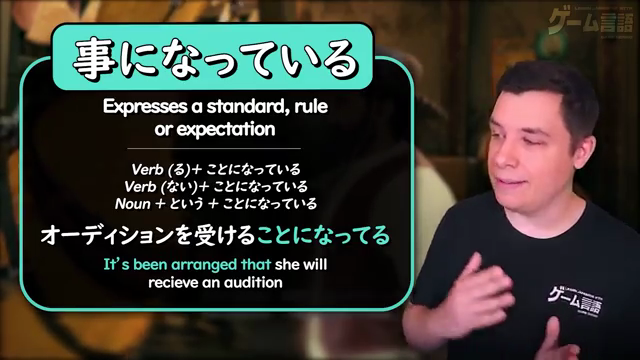 事になっている
Expresses a standard, rule
or expectation
Verb (る)+ ことになっている
Verb (ない)+ ことになっている
Noun + という + ことになっている
オーディションを受けることになってる
It's been arranged that she will
recieve an audition
ゲーム言語
ゲーム言語